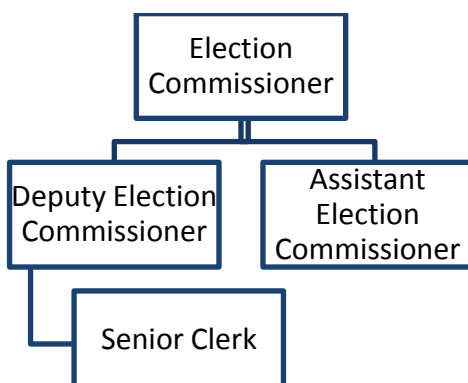 Election
Commissioner
Deputy Election
Commissioner
Assistant
Election
Commissioner
Senior Clerk